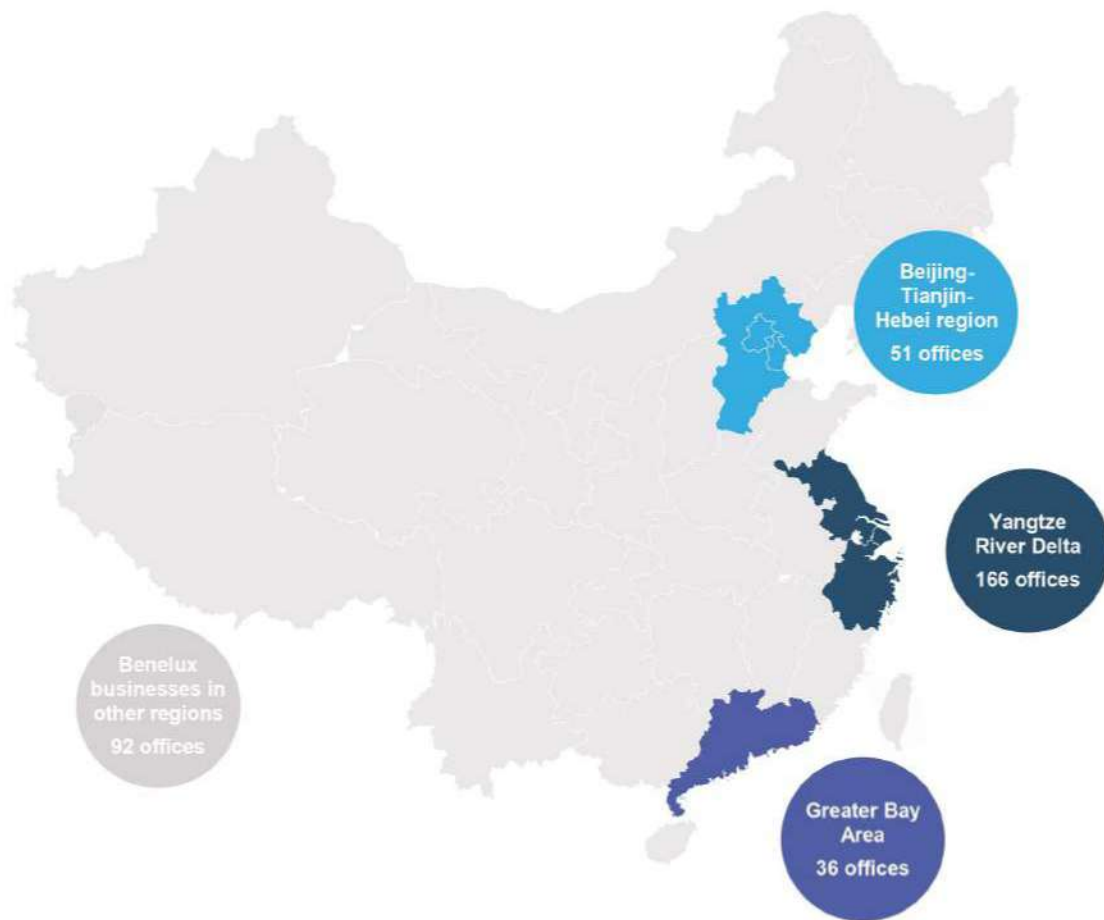 Beijing-
Tianjin-
Hebei region
51 offices
Yangtze
River Delta
166 offices
Benelux
businesses in
other regions
92 offices
Greater Bay
Area
36 offices